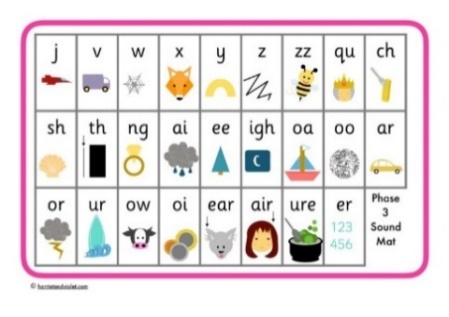 j v w x y z zz qu ch
sh th ng ai ee igh oa oo ar
or ur ow oi ear air ure er
123
456
Phase
3
Sound
Mat